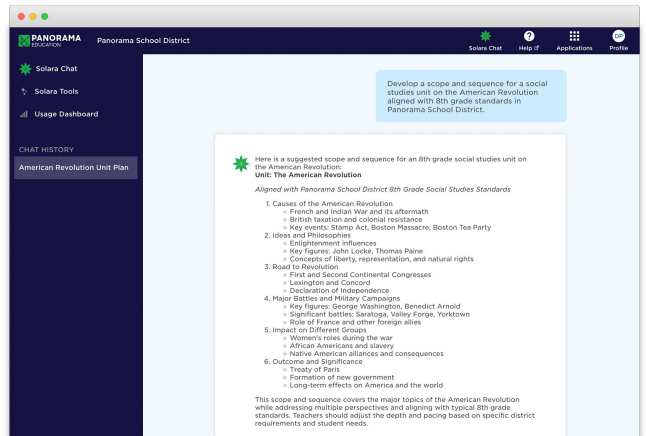 PANORAMA
EDUCATION
Panorama School District
Solara Chat
Help
Applications
DP
Profile
Solara Chat
Solara Tools
Usage Dashboard
CHAT HISTORY
American Revolution Unit Plan
Develop a scope and sequence for a social
studies unit on the American Revolution
aligned with 8th grade standards in
Panorama School District.
Here is a suggested scope and sequence for an 8th grade social studies unit on
the American Revolution:
Unit: The American Revolution
Aligned with Panorama School District 8th Grade Social Studies Standards
1. Causes of the American Revolution
○ French and Indian War and its aftermath
○ British taxation and colonial resistance
○ Key events: Stamp Act, Boston Massacre, Boston Tea Party
2. Ideas and Philosophies
○ Enlightenment influences
○ Key figures: John Locke, Thomas Paine
○ Concepts of liberty, representation, and natural rights
3. Road to Revolution
○ First and Second Continental Congresses
○ Lexington and Concord
○ Declaration of Independence
4. Major Battles and Military Campaigns
○ Key figures: George Washington, Benedict Arnold
○ Significant battles: Saratoga, Valley Forge, Yorktown
○ Role of France and other foreign allies
5. Impact on Different Groups
○ Women's roles during the war
○ African Americans and slavery
○ Native American alliances and consequences
6. Outcome and Significance
○ Treaty of Paris
○ Formation of new government
○ Long-term effects on America and the world
This scope and sequence covers the major topics of the American Revolution
while addressing multiple perspectives and aligning with typical 8th grade
standards. Teachers should adjust the depth and pacing based on specific district
requirements and student needs.